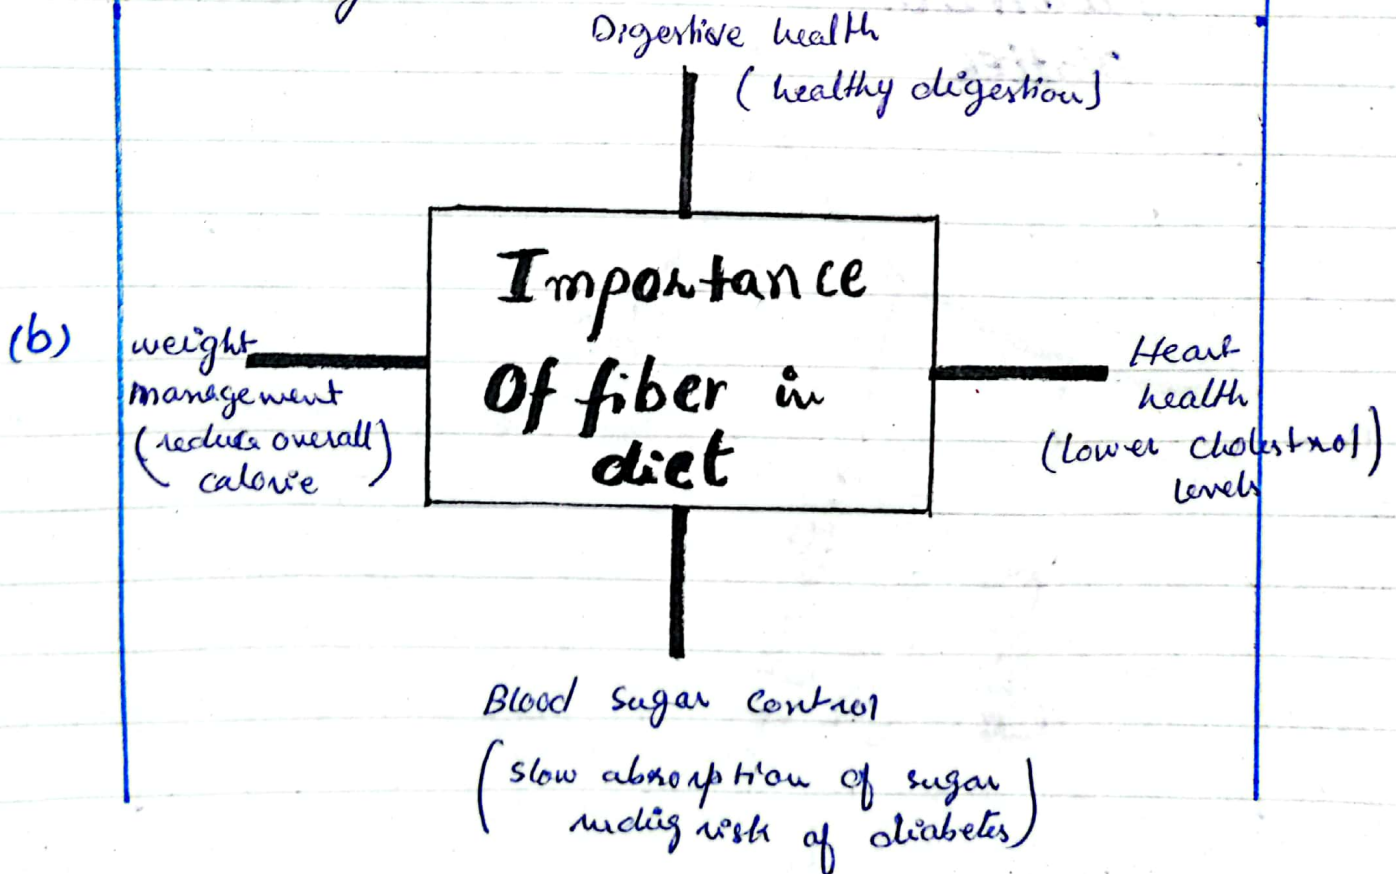 Digestive health
(healthy digestion)
Importance
Of fiber in
diet
(b)
weight
management
(reduce overall)
calorie
Heart
health
(lower cholestrol)
levels
Blood sugar control
(slow absorption of sugar
risk of diabetes)